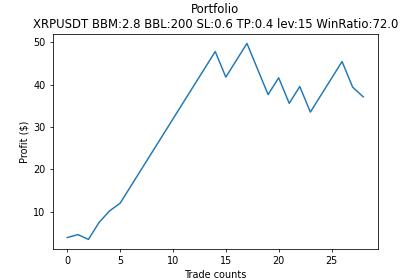 Portfolio
XRPUSDT BBM:2.8 BBL:200 SL:0.6 TP:0.4 lev:15 WinRatio:72.0
50
40
30
20
10
Profit ($)
0 5 10 15 20 25
Trade counts